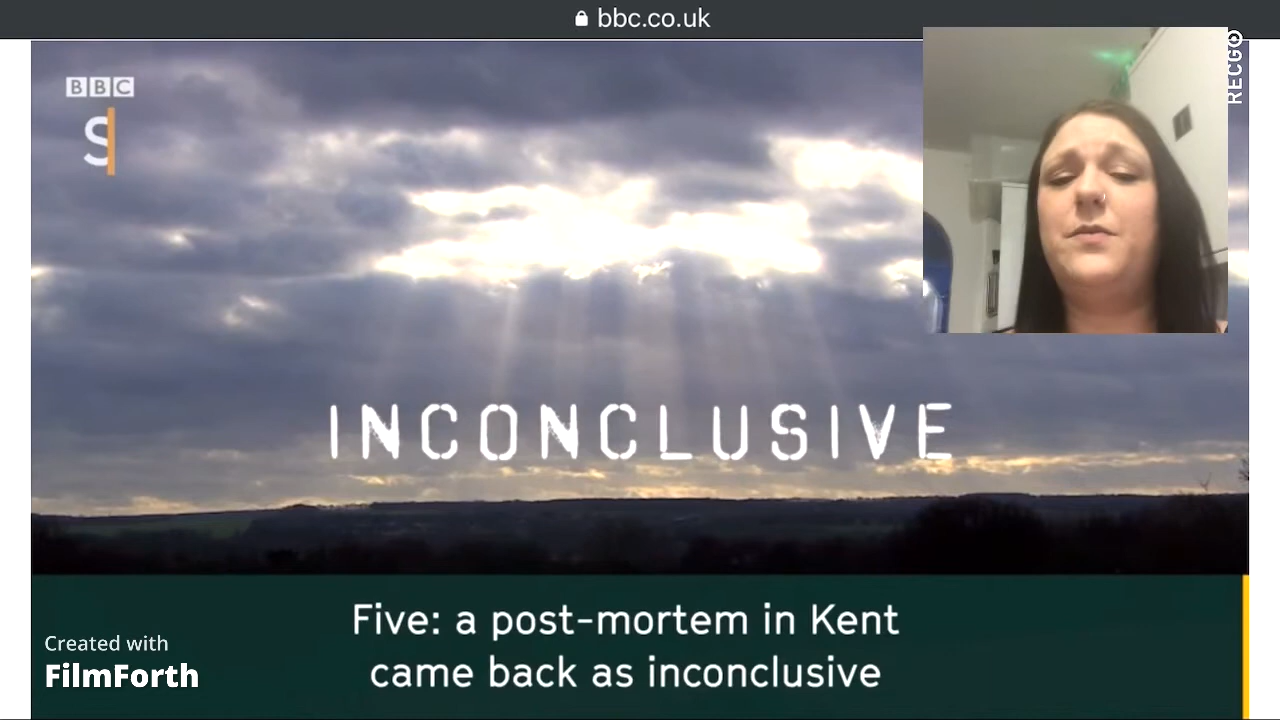 bbc.co.uk
RECGO
BBC
S
INCONCLUSIVE
Five: a post-mortem in Kent
came back as inconclusive
Created with
FilmForth